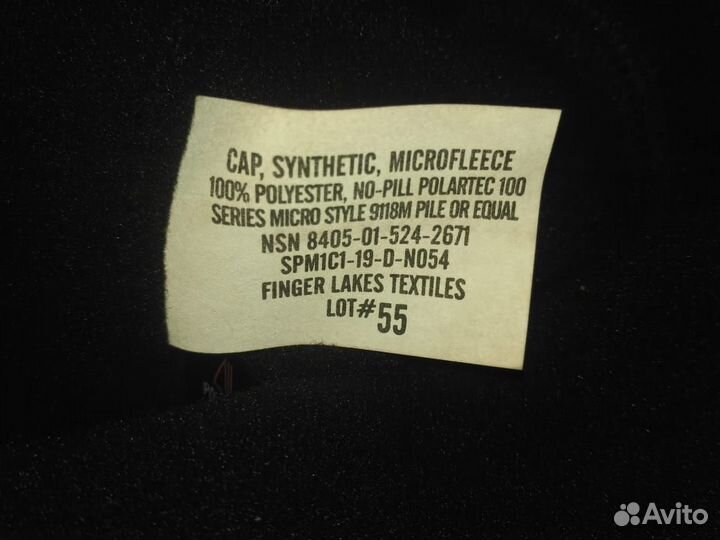 CAP, SYNTHETIC, MICROFLEECE
100% POLYESTER, NO-PILL POLARTEC 100
SERIES MICRO STYLE 9118M PILE OR EQUAL
NSN 8405-01-524-2671
SPM1C1-19-D-N054
FINGER LAKES TEXTILES
LOT# 55
Avito